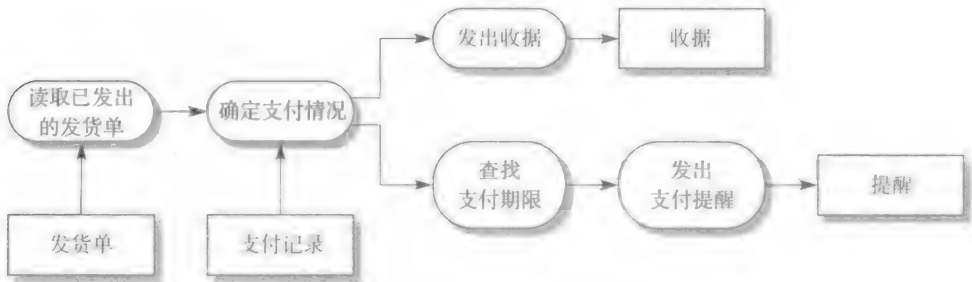 发出收据
收据
读取已发出
的发货单
确定支付情况
查找
支付期限
发出
支付提醒
提醒
发货单
支付记录